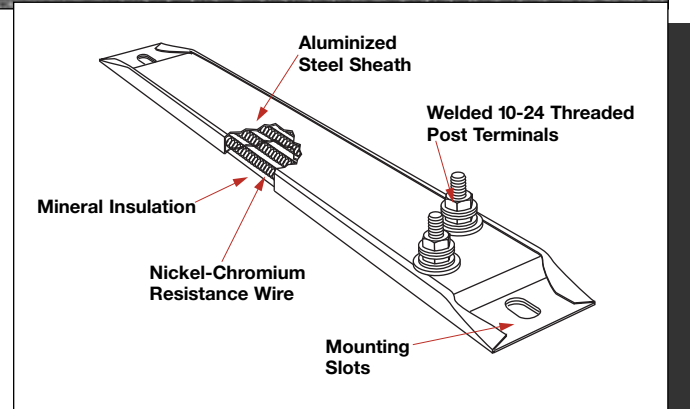 Aluminized
Steel Sheath
Welded 10-24 Threaded
Post Terminals
Mineral Insulation
Nickel-Chromium
Resistance Wire
Mounting
Slots